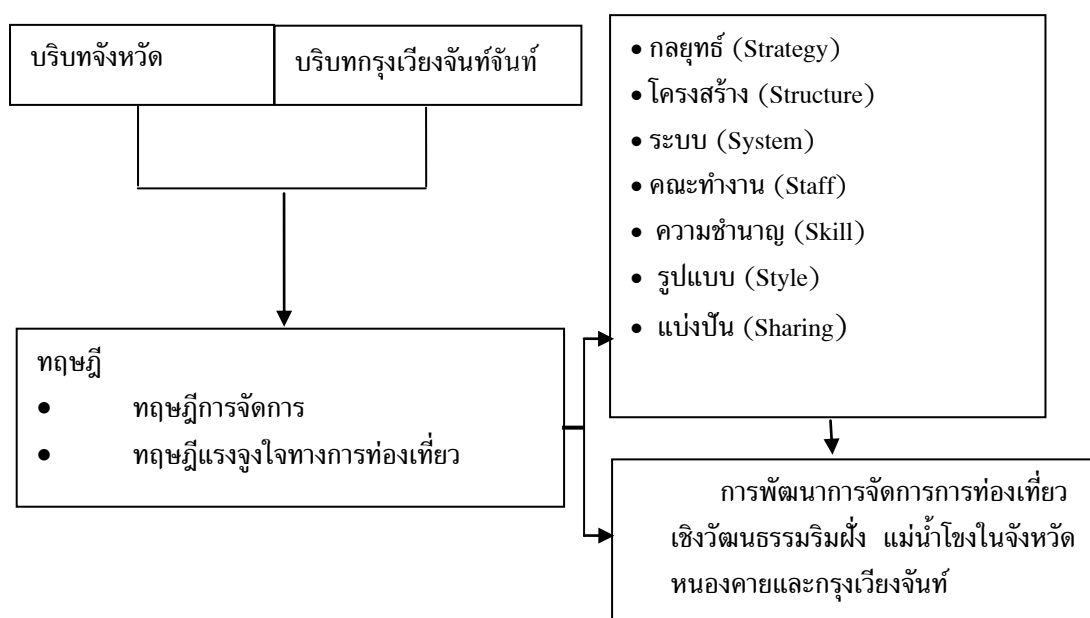 บริบทจังหวัด
บริบทกรุงเวียงจันท์จันท์
ทฤษฎี
● ทฤษฎีการจัดการ
● ทฤษฎีแรงจูงใจทางการท่องเที่ยว
● กลยุทธ์ (Strategy)
● โครงสร้าง (Structure)
● ระบบ (System)
● คณะทำงาน (Staff)
● ความชำนาญ (Skill)
● รูปแบบ (Style)
● แบ่งปัน (Sharing)
การพัฒนาการจัดการการท่องเที่ยว
เชิงวัฒนธรรมริมฝั่ง แม่น้ำโขงในจังหวัด
หนองคายและกรุงเวียงจันท์